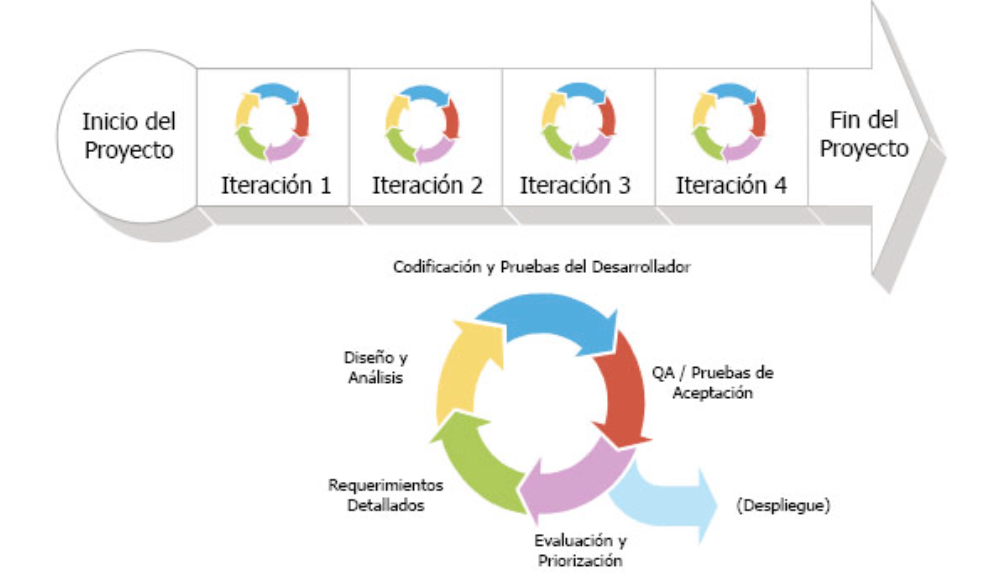 Inicio del
Proyecto
Iteración 1
Iteración 2
Iteración 3
Iteración 4
Fin del
Proyecto
Codificación y Pruebas del Desarrollador
Diseño y
Análisis
QA / Pruebas de
Aceptación
Requerimientos
Detallados
(Despliegue)
Evaluación y
Priorización